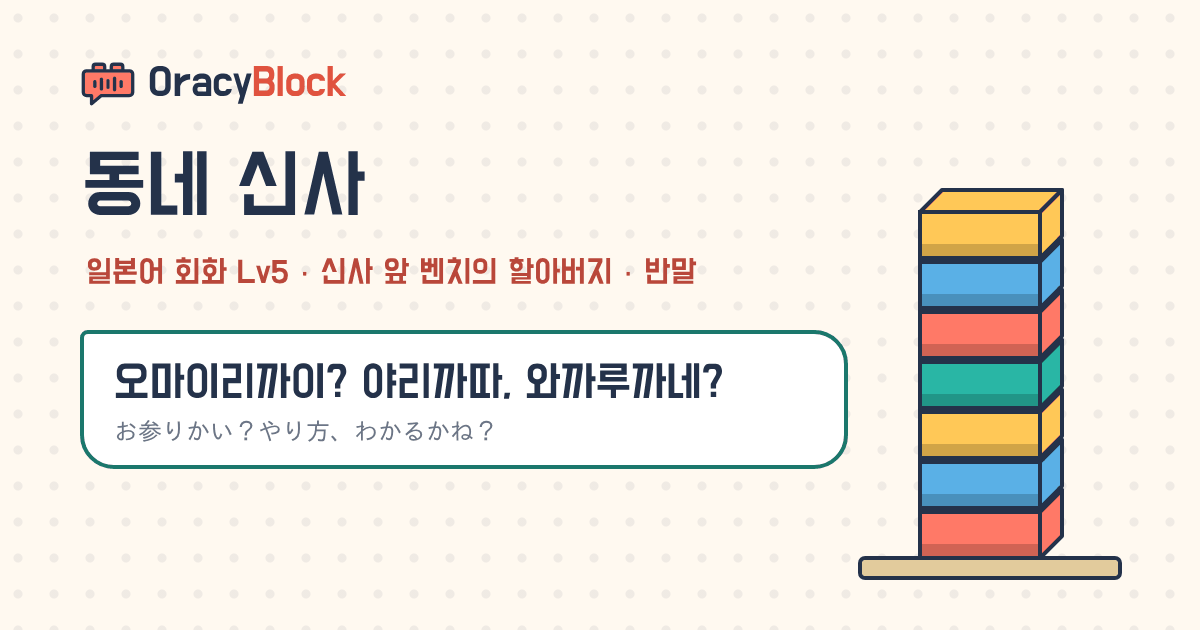 OracyBlock
동네 신사
일본어 회화 Lv5 · 신사 앞 벤치의 할아버지 · 반말
오마이리까이? 야리까따, 와까루까네?
お参りかい？やり方、わかるかね？